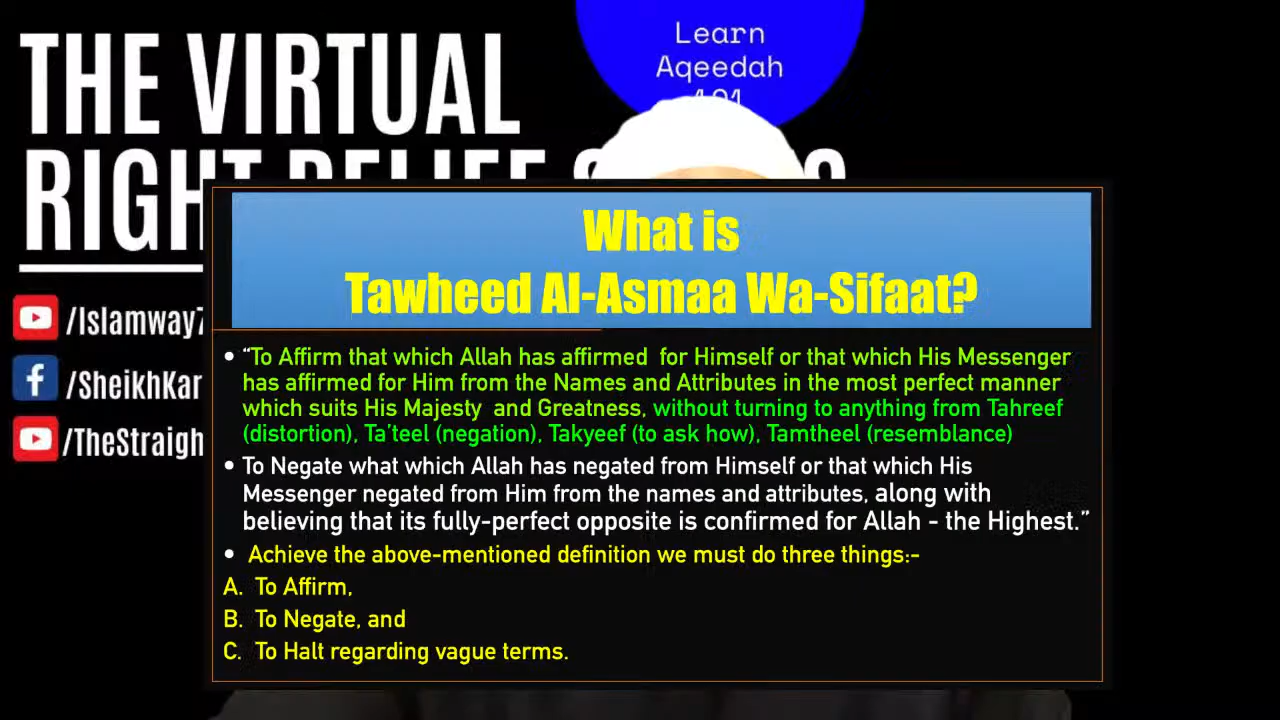 THE VIRTUAL
Learn
Aqeedah
101
RIGHT BELIEF
/Islamway7
/SheikhKar
/TheStraigh
What is
Tawheed Al-Asmaa Wa-Sifaat?
• “To Affirm that which Allah has affirmed for Himself or that which His Messenger
has affirmed for Him from the Names and Attributes in the most perfect manner
which suits His Majesty and Greatness, without turning to anything from Tahreef
(distortion), Ta’teel (negation), Takyeef (to ask how), Tamtheel (resemblance)
• To Negate what which Allah has negated from Himself or that which His
Messenger negated from Him from the names and attributes, along with
believing that its fully-perfect opposite is confirmed for Allah - the Highest.”
• Achieve the above-mentioned definition we must do three things:-
A. To Affirm,
B. To Negate, and
C. To Halt regarding vague terms.